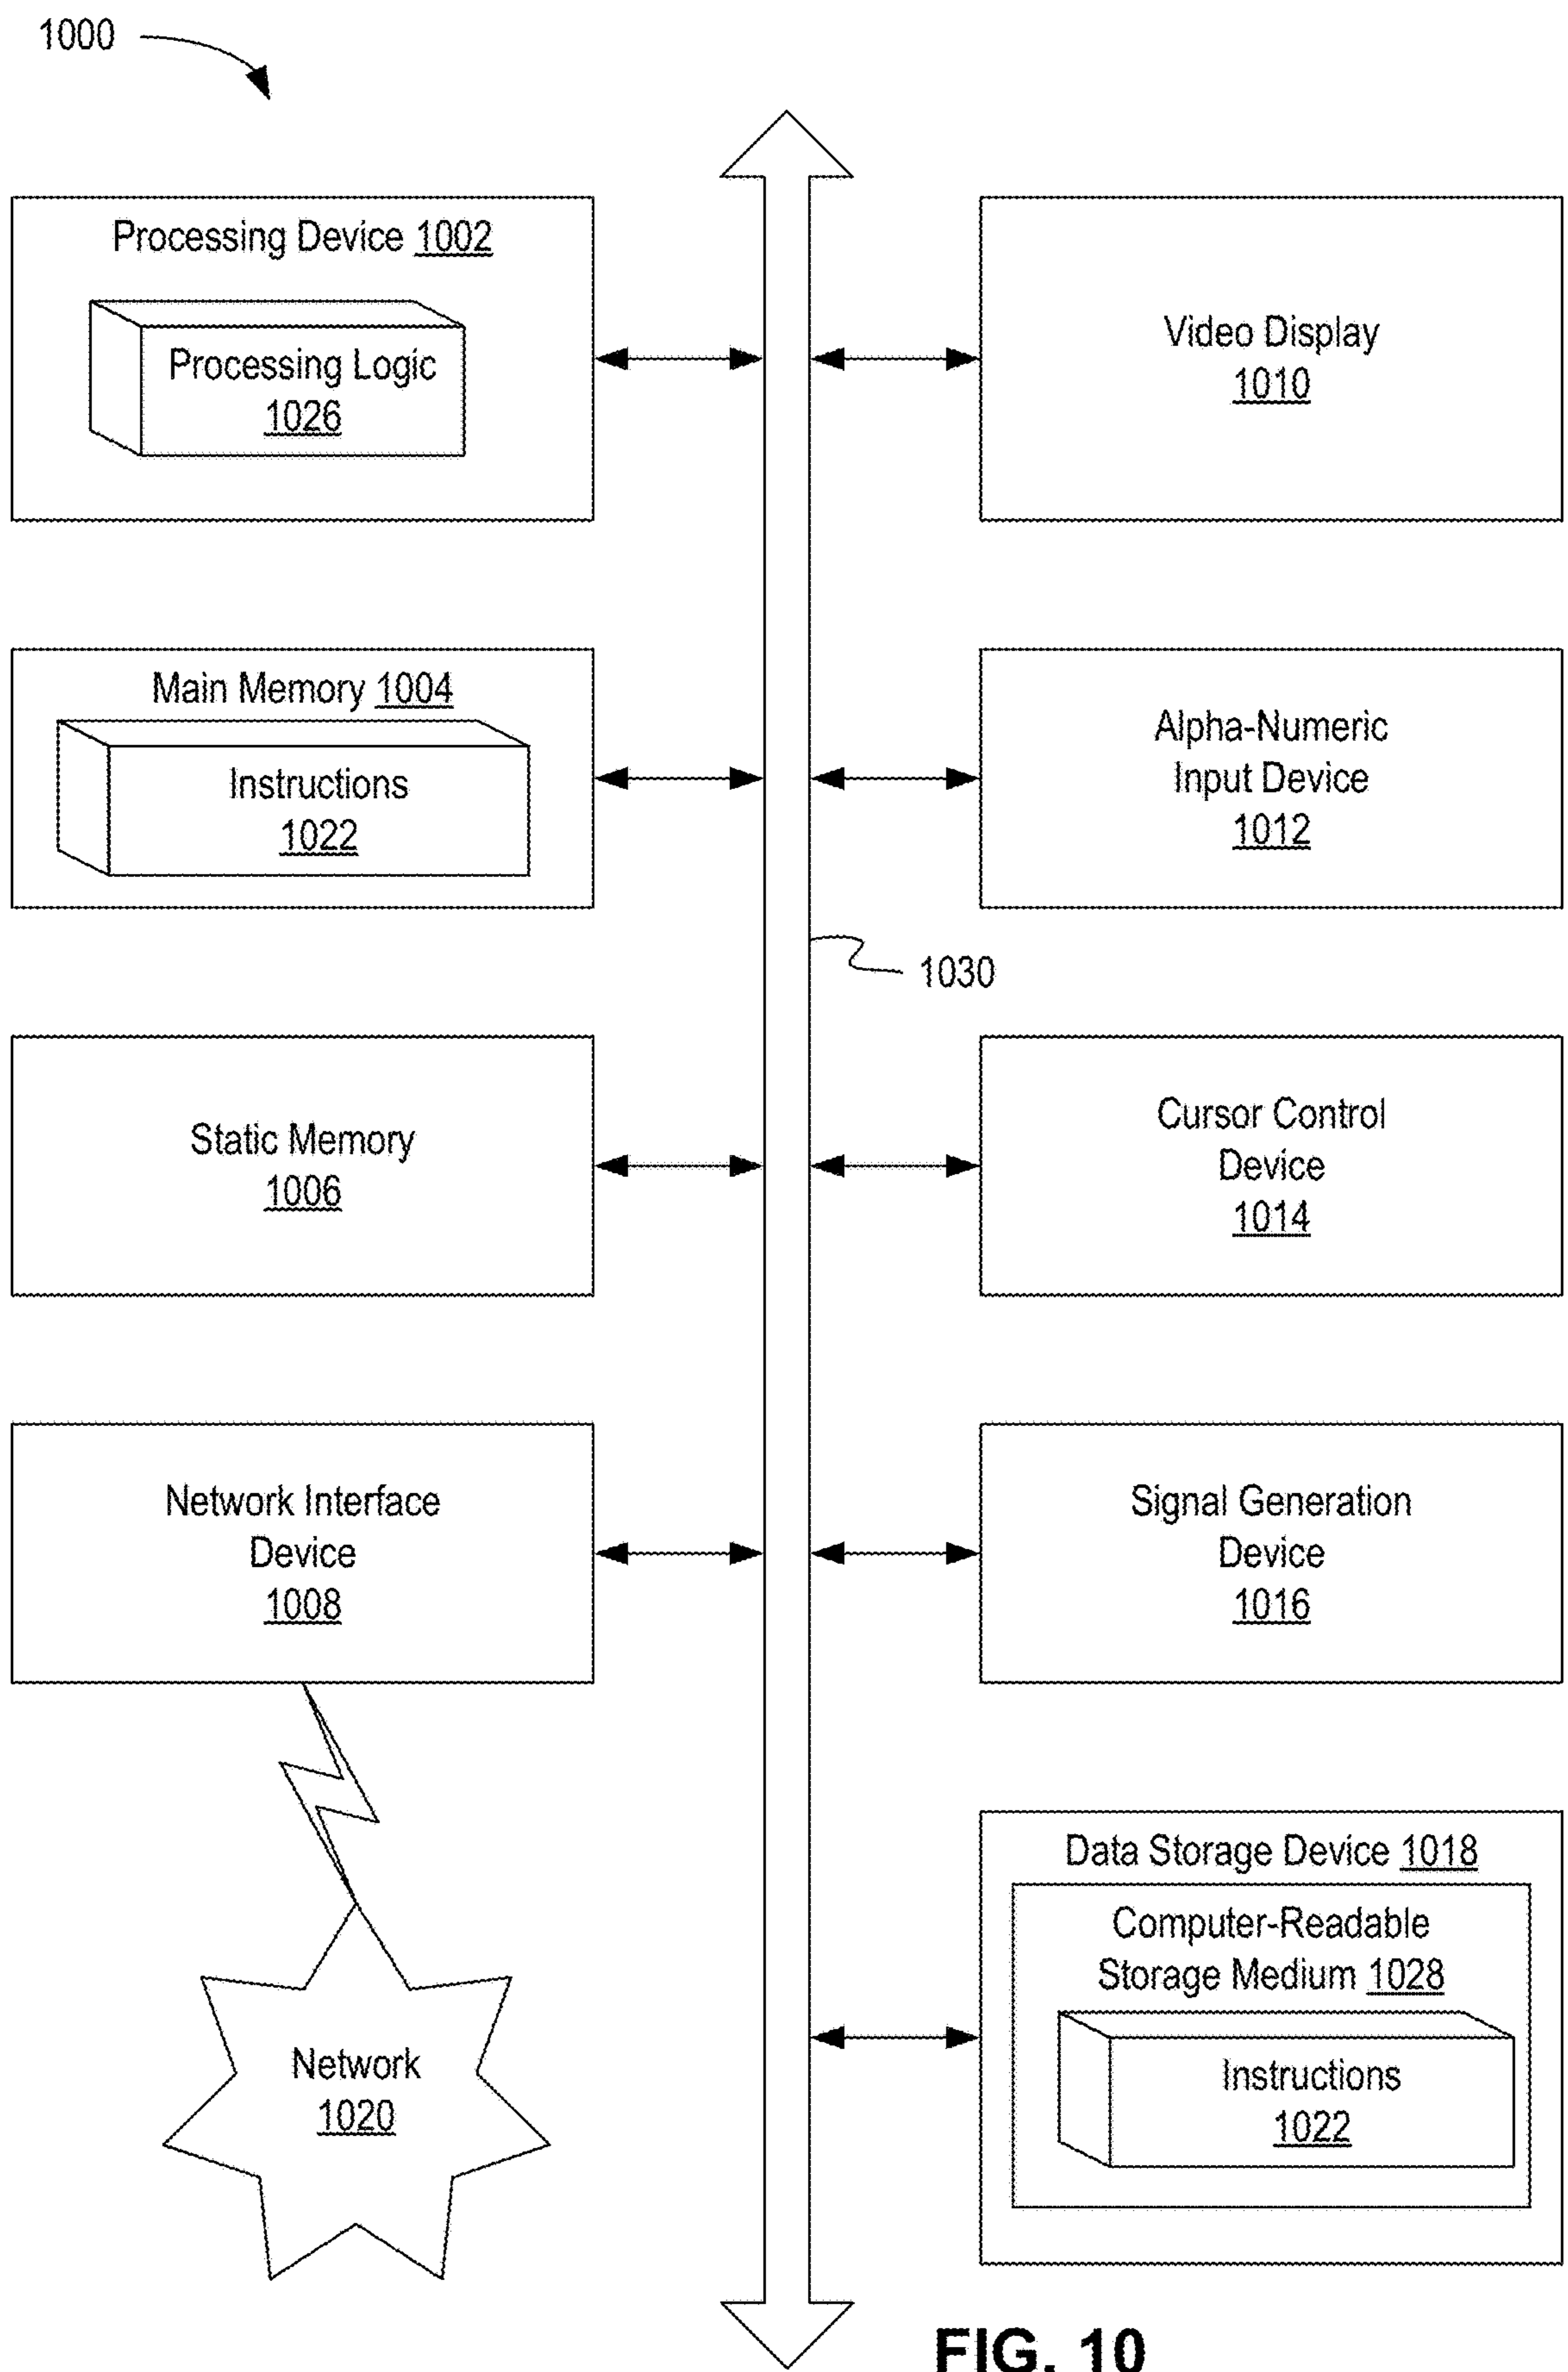 1000
Processing Device 1002
Processing Logic
1026
Video Display
1010
Main Memory 1004
Instructions
1022
Alpha-Numeric
Input Device
1012
1030
Static Memory
1006
Cursor Control
Device
1014
Network Interface
Device
1008
Signal Generation
Device
1016
Network
1020
Data Storage Device 1018
Computer-Readable
Storage Medium 1028
Instructions
1022
FIG. 10